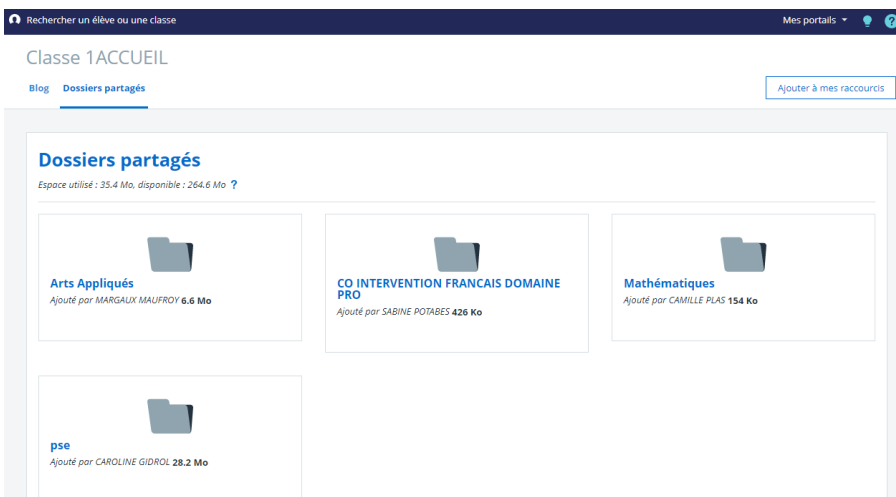 Rechercher un élève ou une classe
Mes portails
?
Classe 1ACCUEIL
Blog
Dossiers partagés
Ajouter à mes raccourcis
Dossiers partagés
Espace utilisé : 35.4 Mo, disponible : 264.6 Mo ?
Arts Appliqués
Ajouté par MARGAUX MAUFROY 6.6 Mo
CO INTERVENTION FRANCAIS DOMAINE
PRO
Ajouté par SABINE POTABES 426 Ko
Mathématiques
Ajouté par CAMILLE PLAS 154 Ko
pse
Ajouté par CAROLINE GIDROL 28.2 Mo